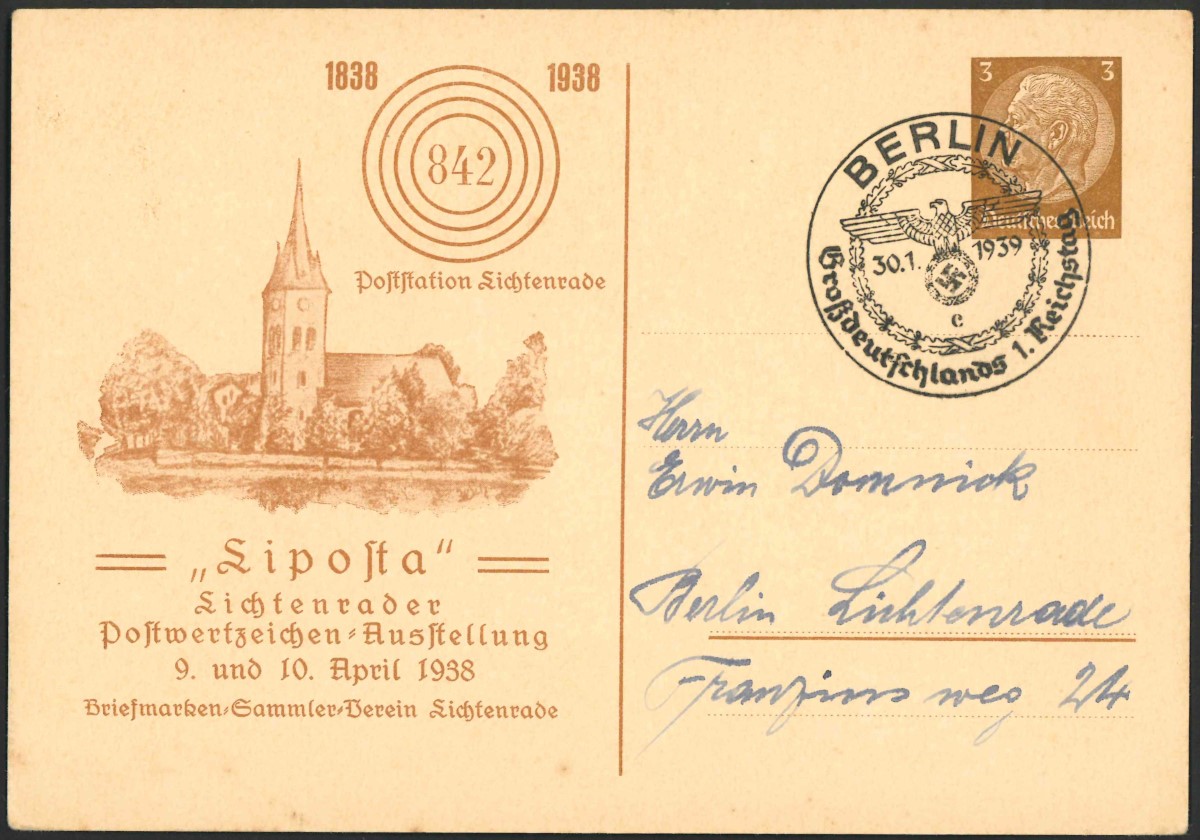 1838 1938
842
Poststation Lichtenrade
„Liposta“
Lichtenrader
Postwertzeichen-Ausstellung
9. und 10. April 1938
Briefmarken-Sammler-Verein Lichtenrade
3 3
Deutsches Reich
BERLIN
30.1. 1939
c
Großdeutschlands 1. Reichstag
Herrn
Erwin Domnick
Berlin Lichtenrade
weg